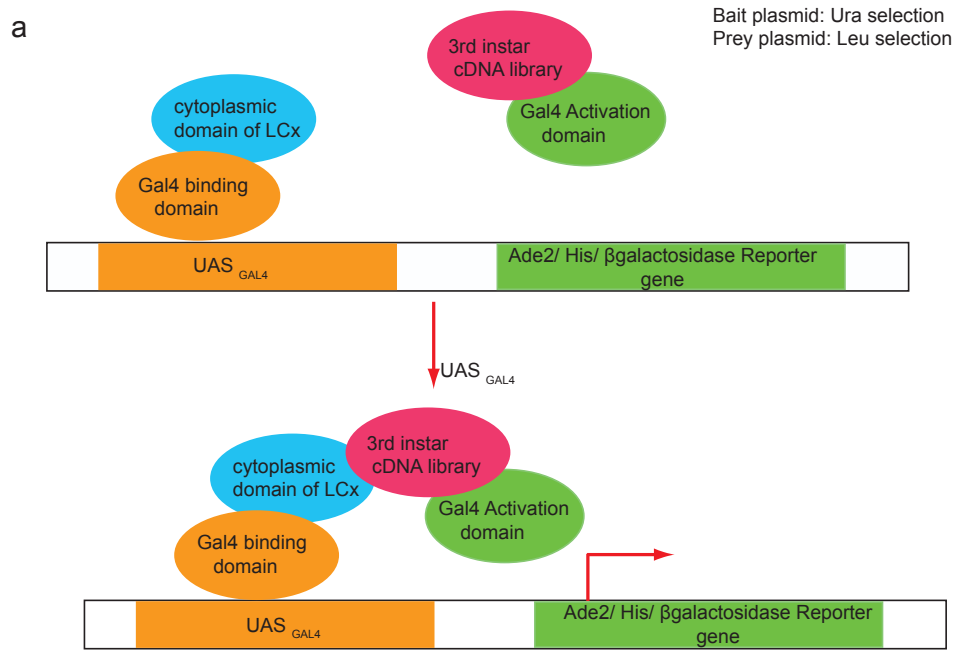 a
Bait plasmid: Ura selection
Prey plasmid: Leu selection
3rd instar
cDNA library
cytoplasmic
domain of LCx
Gal4 Activation
domain
Gal4 binding
domain
UAS GAL4
Ade2/ His/ βgalactosidase Reporter
gene
UAS GAL4
3rd instar
cDNA library
cytoplasmic
domain of LCx
Gal4 Activation
domain
Gal4 binding
domain
UAS GAL4
Ade2/ His/ βgalactosidase Reporter
gene